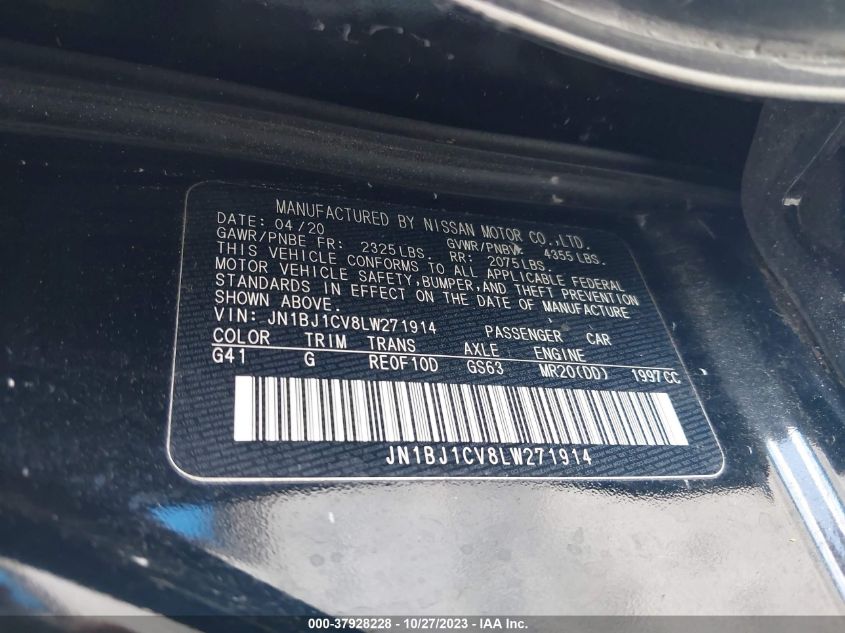 MANUFACTURED BY NISSAN MOTOR CO.,LTD.
DATE: 04/20 GVWR/PNBV: 4355LBS.
GAWR/PNBE FR: 2325LBS. RR: 2075LBS.
THIS VEHICLE CONFORMS TO ALL APPLICABLE FEDERAL
MOTOR VEHICLE SAFETY,BUMPER,AND THEFT PREVENTION
STANDARDS IN EFFECT ON THE DATE OF MANUFACTURE
SHOWN ABOVE.
VIN: JN1BJ1CV8LW271914 PASSENGER CAR
COLOR TRIM TRANS AXLE ENGINE
G41 G RE0F10D GS63 MR20(DD) 1997CC
JN1BJ1CV8LW271914
000-37928228 - 10/27/2023 - IAA Inc.